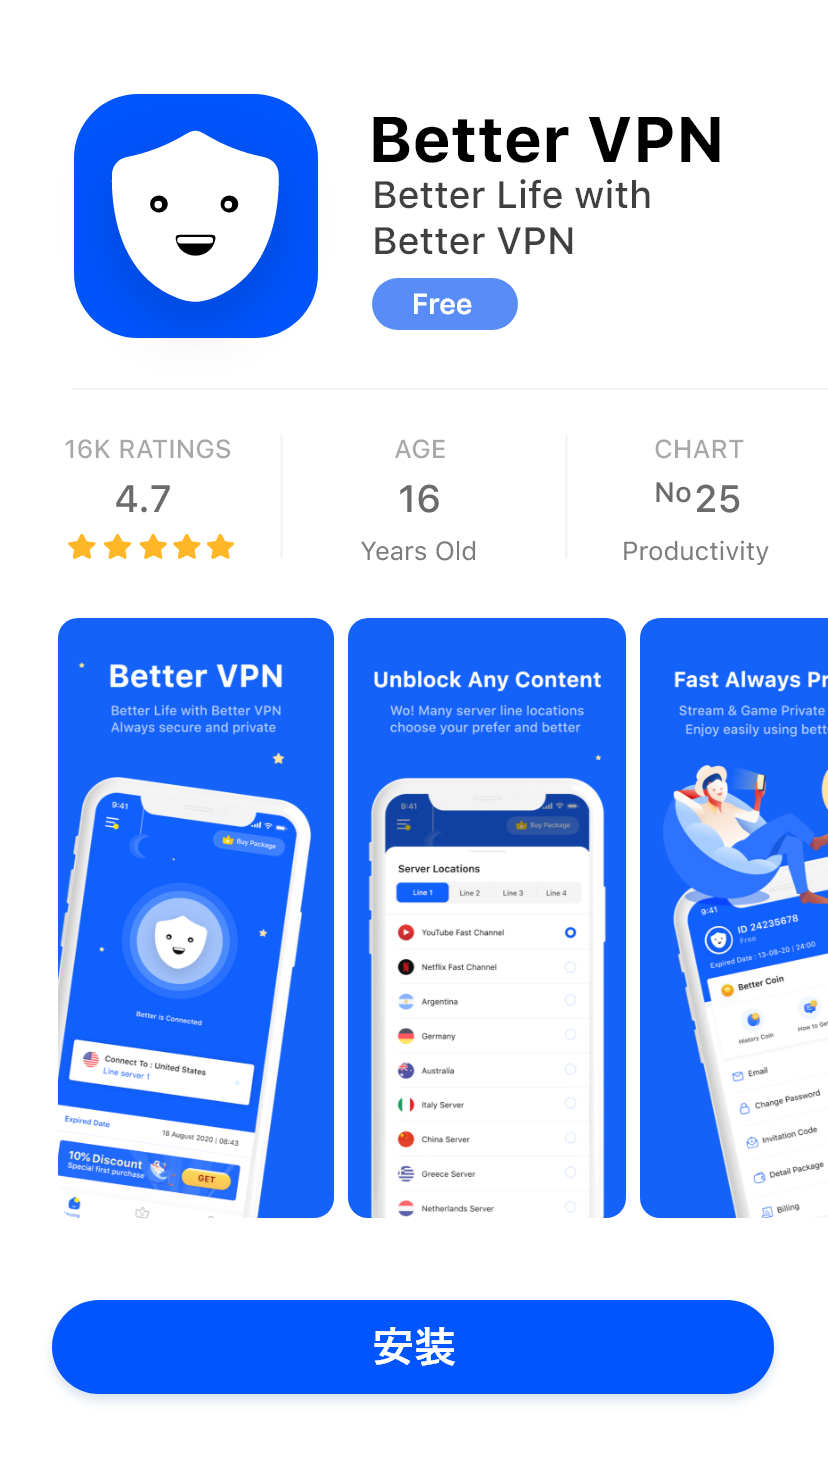 Better VPN
Better Life with
Better VPN
Free
16K RATINGS
4.7
AGE
16
Years Old
CHART
No25
Productivity
Better VPN
Better Life with Better VPN
Always secure and private
9:41
Buy Package
Better is Connected
Connect To : United States
Line server 1
Expired Date
18 August 2020 | 08:43
10% Discount
Special first purchase
GET
Home
Unblock Any Content
Wo! Many server line locations
choose your prefer and better
9:41
Buy Package
Server Locations
Line 1
Line 2
Line 3
Line 4
YouTube Fast Channel
Netflix Fast Channel
Argentina
Germany
Australia
Italy Server
China Server
Greece Server
Netherlands Server
Fast Always Pr
Stream & Game Private
Enjoy easily using bett
9:41
ID 24235678
Free
Expired Date : 13-08-20 | 24:00
Better Coin
History Coin
How to Get
Email
Change Password
Invitation Code
Detail Package
Billing
安装